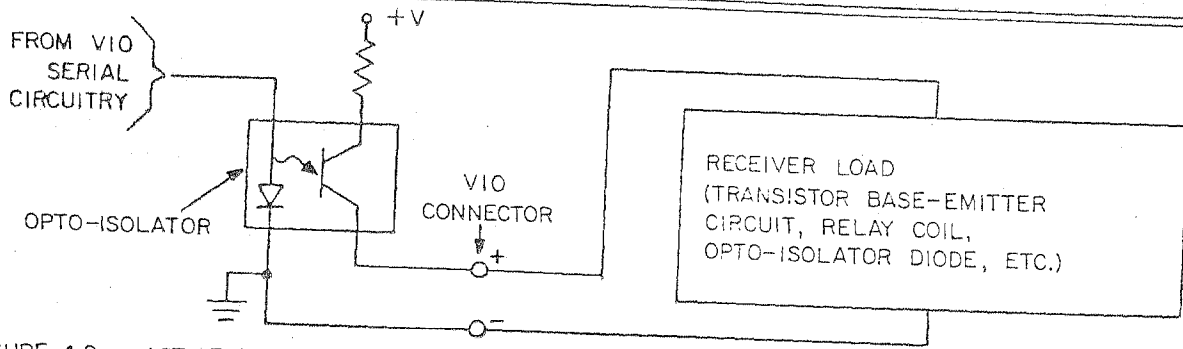 +V
FROM VIO
SERIAL
CIRCUITRY
OPTO-ISOLATOR
VIO
CONNECTOR
+
-
RECEIVER LOAD
(TRANSISTOR BASE-EMITTER
CIRCUIT, RELAY COIL,
OPTO-ISOLATOR DIODE, ETC.)